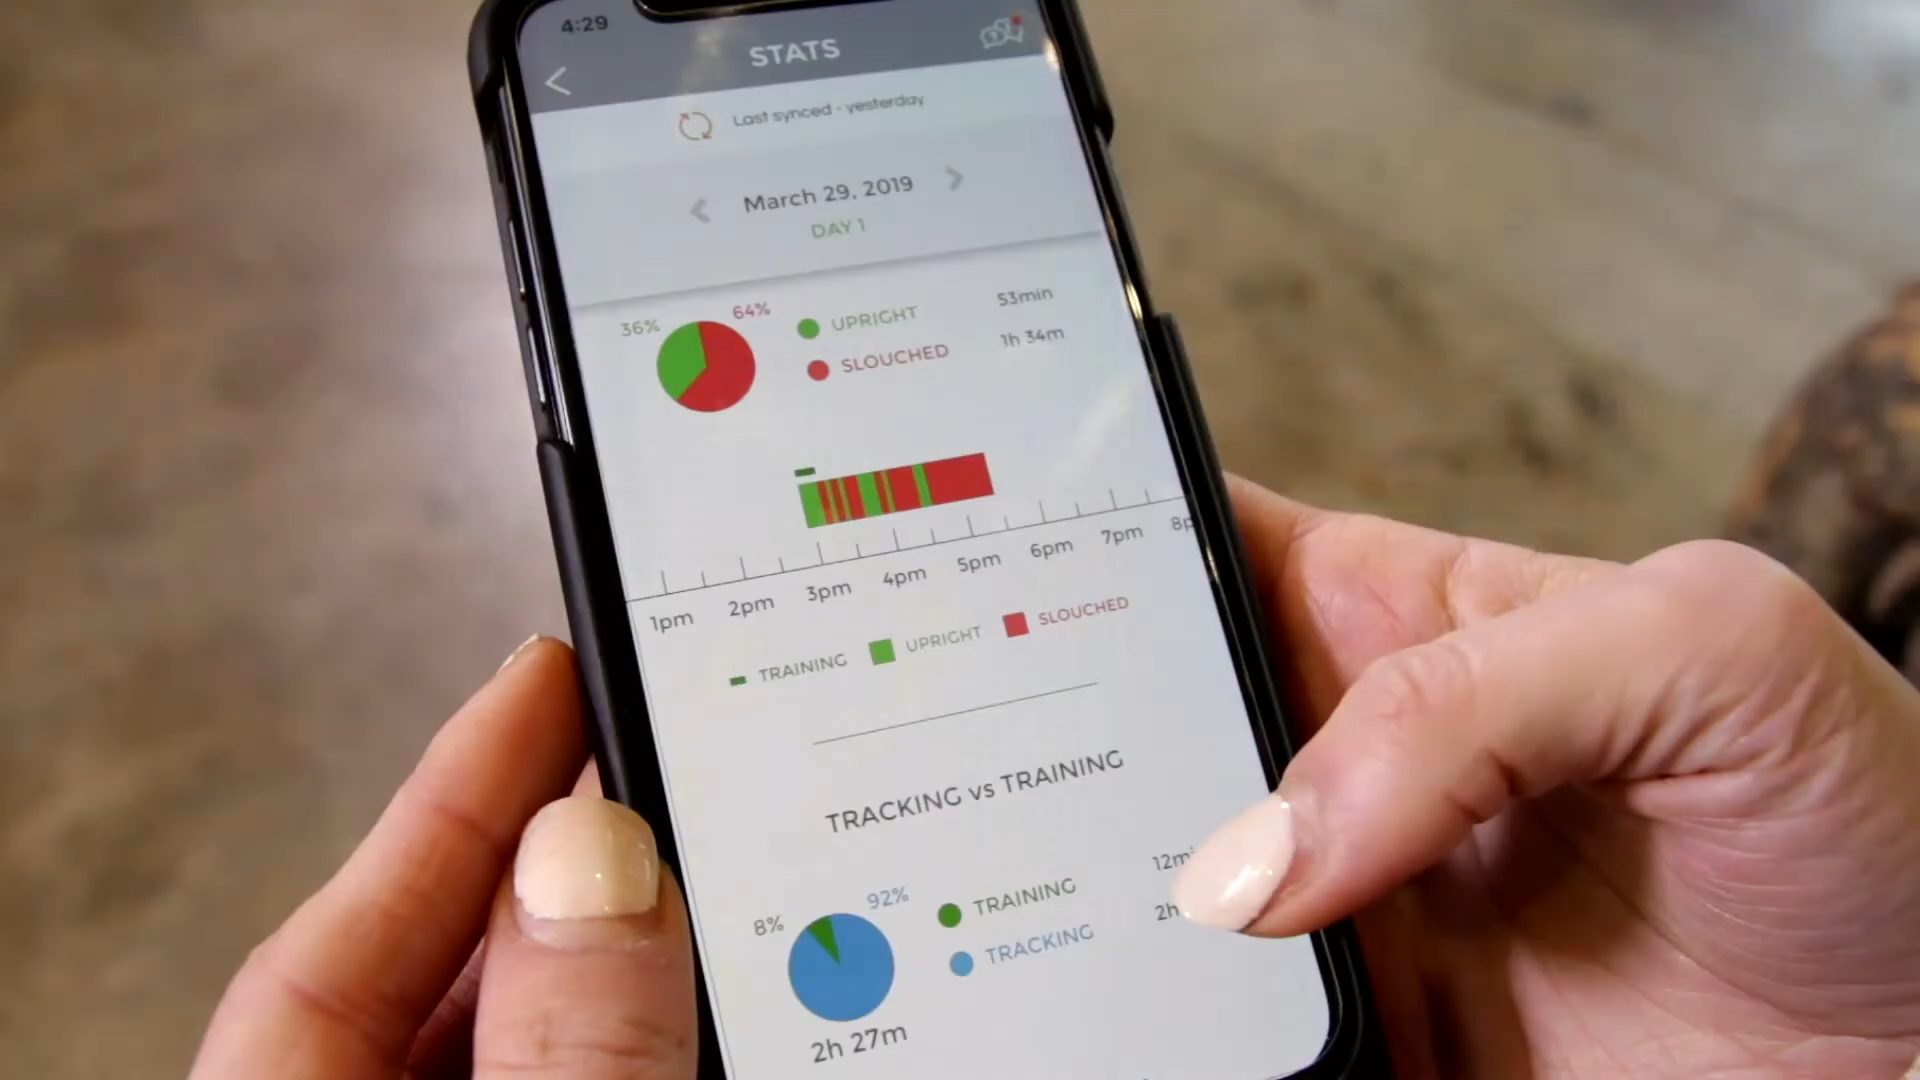 4:29
STATS
Last synced - yesterday
March 29, 2019
DAY 1
36%
64%
UPRIGHT
53min
SLOUCHED
1h 34m
1pm 2pm 3pm 4pm 5pm 6pm 7pm
TRAINING UPRIGHT SLOUCHED
TRACKING vs TRAINING
8%
92%
TRAINING
TRACKING
2h
2h 27m